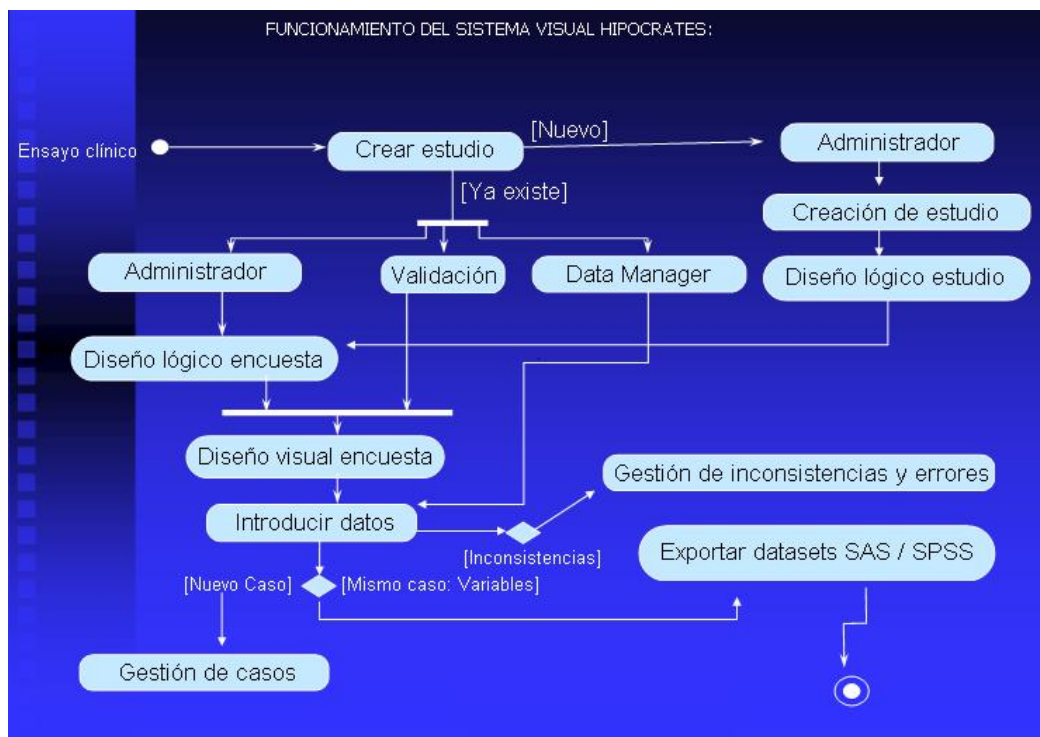 FUNCIONAMIENTO DEL SISTEMA VISUAL HIPOCRATES:
Ensayo clínico
Crear estudio
[Nuevo]
Administrador
[Ya existe]
Creación de estudio
Administrador
Validación
Data Manager
Diseño lógico estudio
Diseño lógico encuesta
Diseño visual encuesta
Gestión de inconsistencias y errores
Introducir datos
[Inconsistencias]
Exportar datasets SAS / SPSS
[Nuevo Caso]
[Mismo caso: Variables]
Gestión de casos